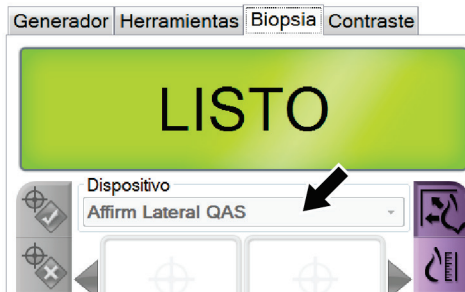 Generador Herramientas Biopsia Contraste
LISTO
Dispositivo
Affirm Lateral QAS